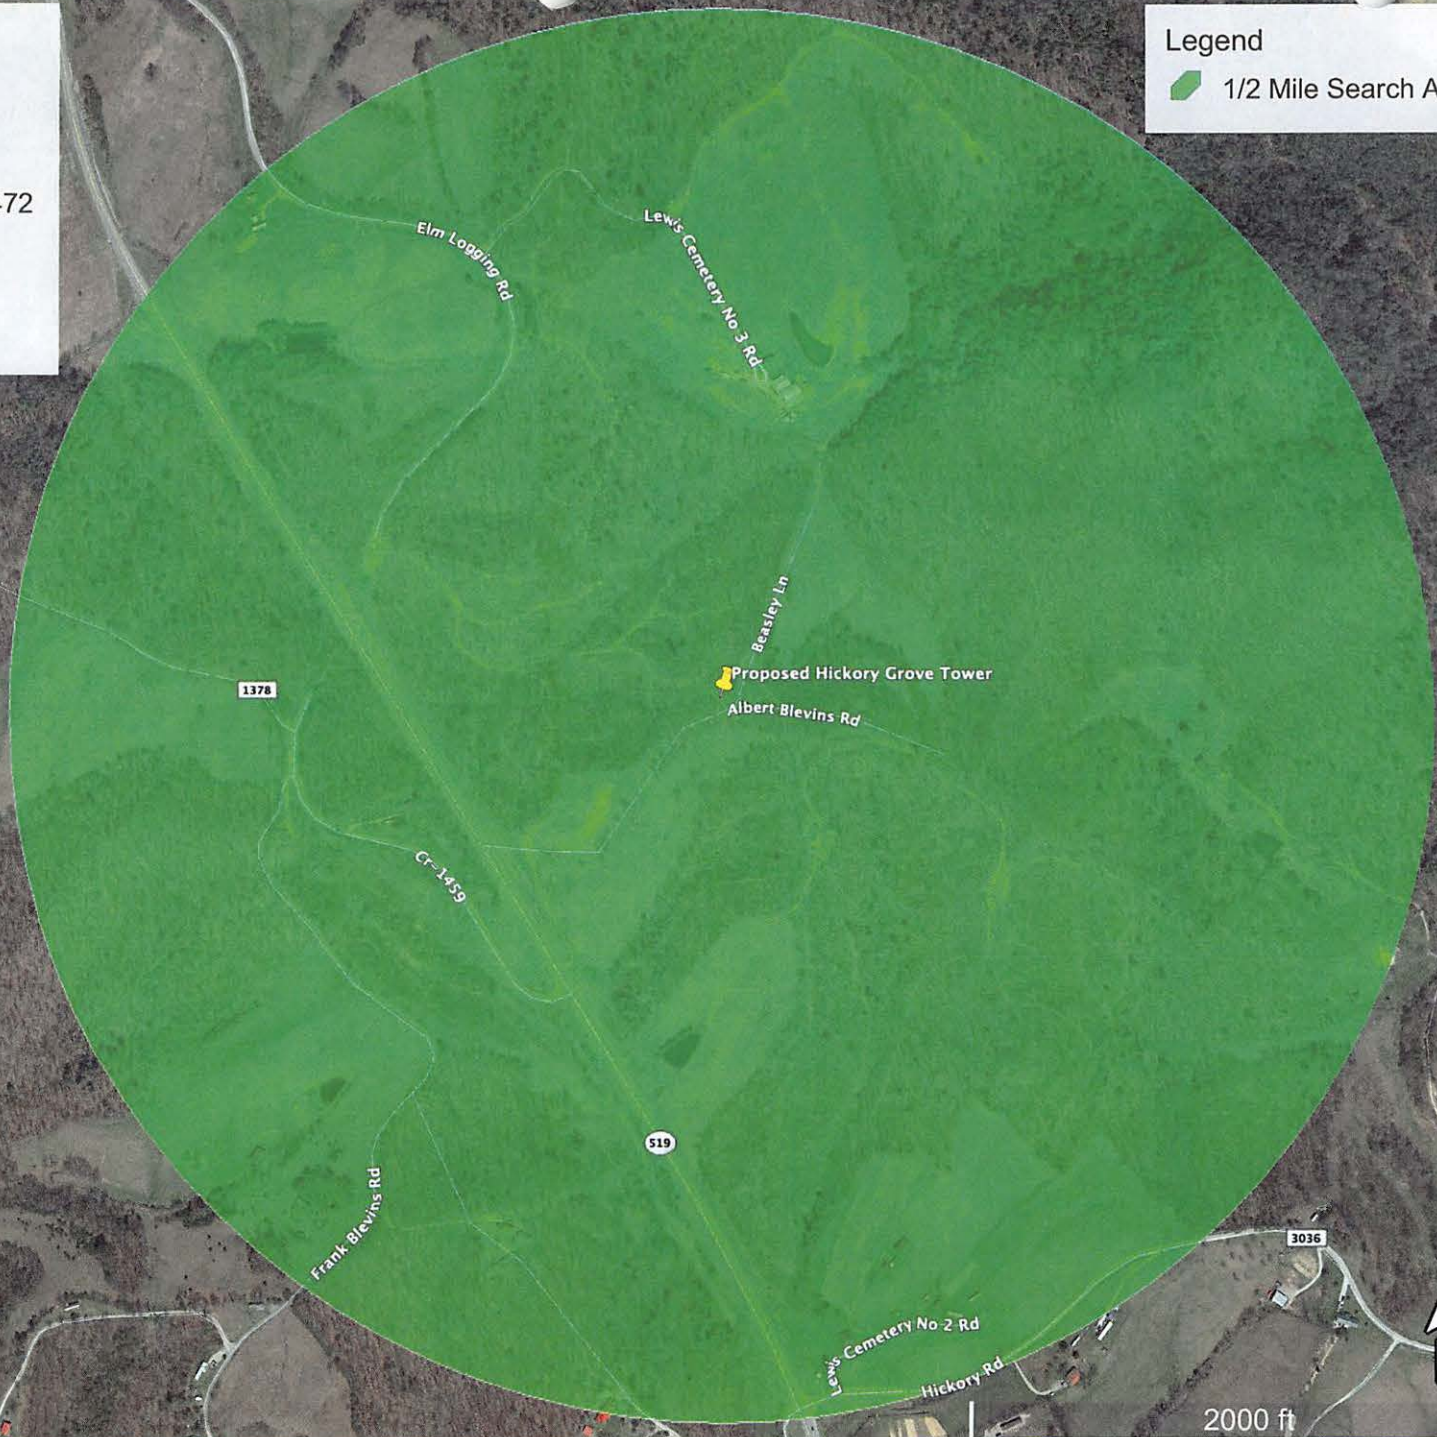 Legend
1/2 Mile Search A
72
Elm Logging Rd
Lewis Cemetery No 3 Rd
Beasley Ln
Proposed Hickory Grove Tower
1378
Albert Blevins Rd
Cr-1459
519
Frank Blevins Rd
3036
Lewis Cemetery No 2 Rd
Hickory Rd
2000 ft